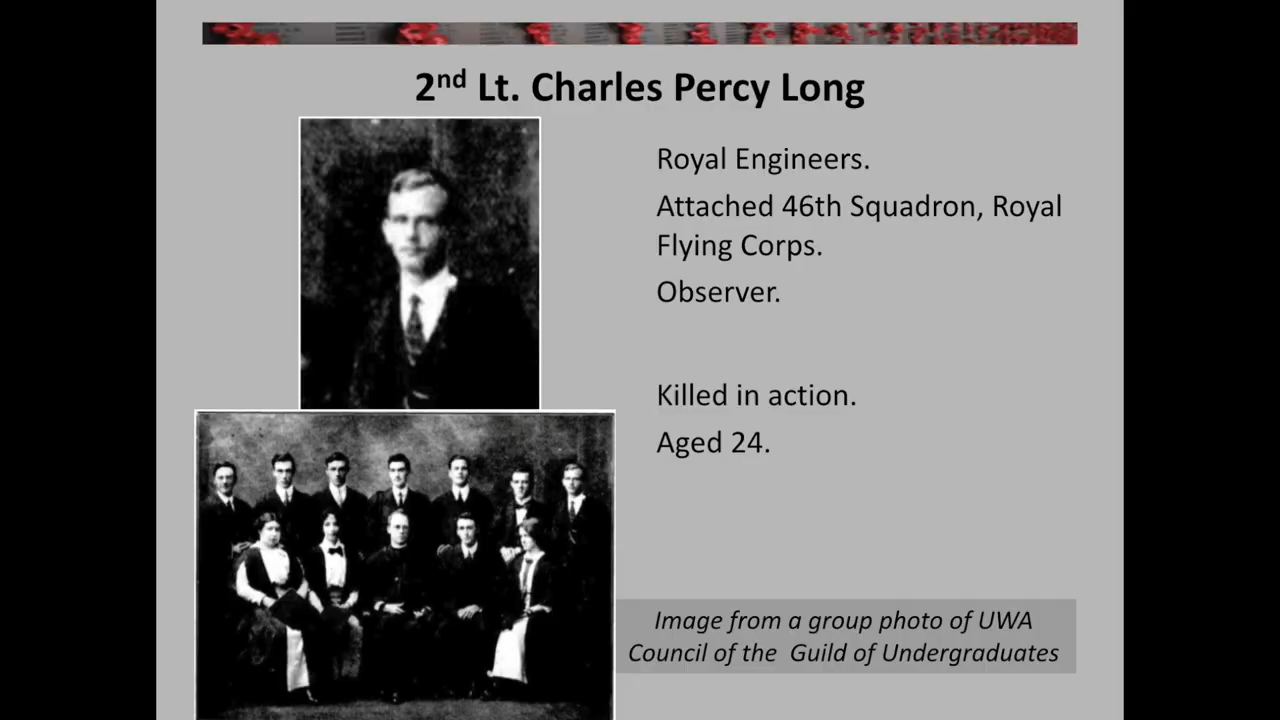 2nd Lt. Charles Percy Long
Royal Engineers.
Attached 46th Squadron, Royal
Flying Corps.
Observer.
Killed in action.
Aged 24.
Image from a group photo of UWA
Council of the  Guild of Undergraduates